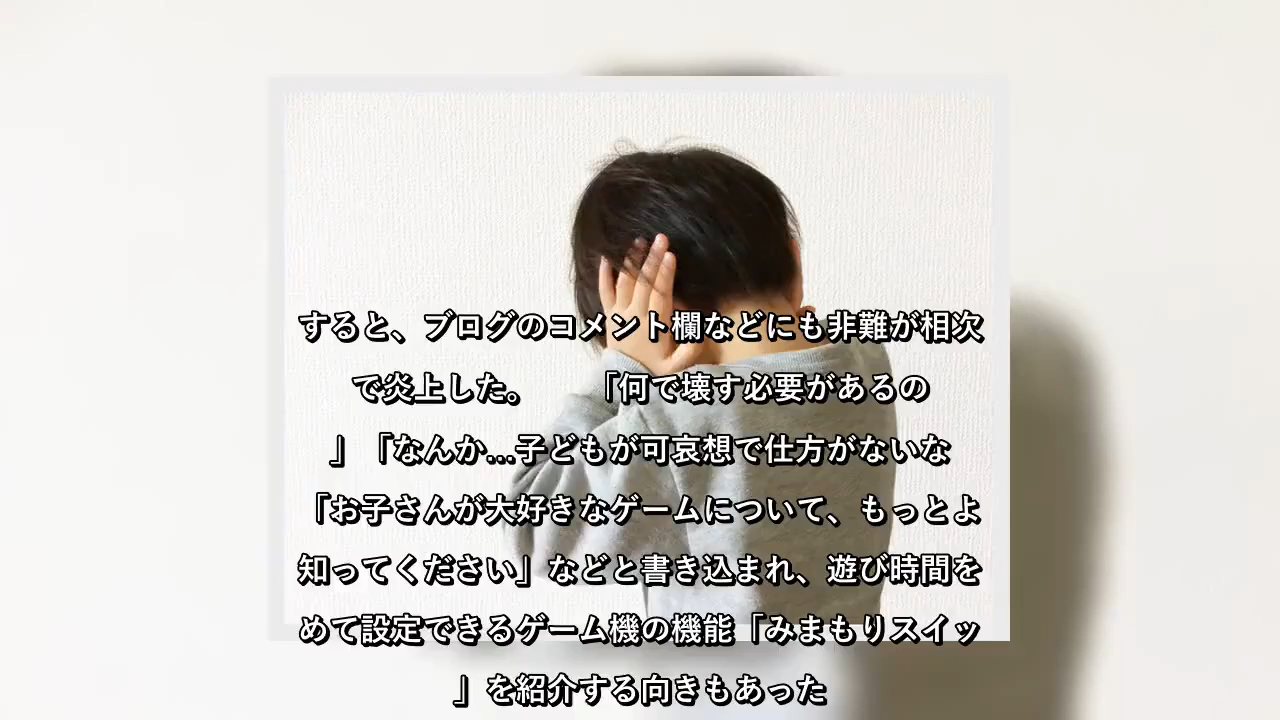 すると、ブログのコメント欄などにも非難が相次
で炎上した。　　「何で壊す必要があるの
」「なんか...子どもが可哀想で仕方がないな
「お子さんが大好きなゲームについて、もっとよ
知ってください」などと書き込まれ、遊び時間を
めて設定できるゲーム機の機能「みまもりスイッ
」を紹介する向きもあった